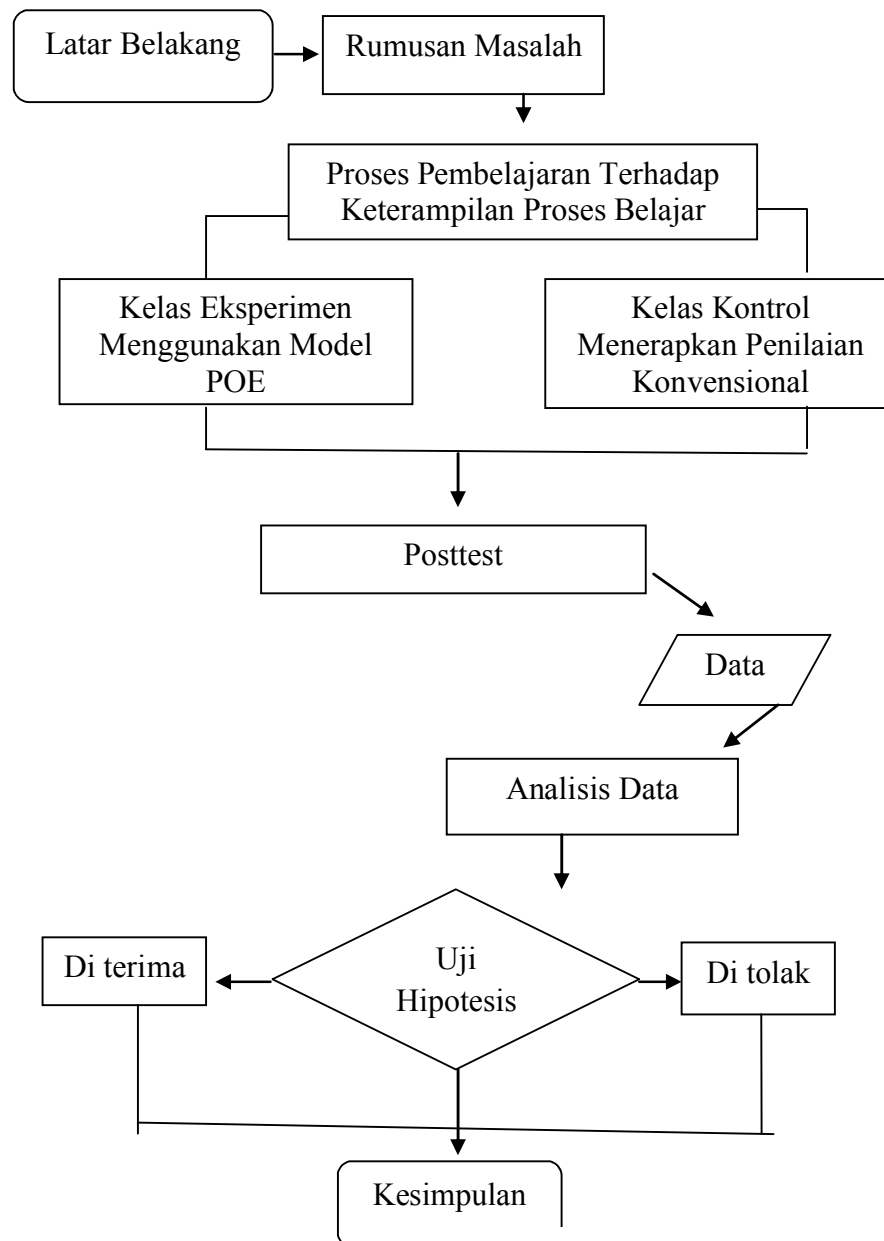 Latar Belakang
Rumusan Masalah
Proses Pembelajaran Terhadap
Keterampilan Proses Belajar
Kelas Eksperimen
Menggunakan Model
POE
Kelas Kontrol
Menerapkan Penilaian
Konvensional
Posttest
Data
Analisis Data
Di terima
Uji
Hipotesis
Di tolak
Kesimpulan